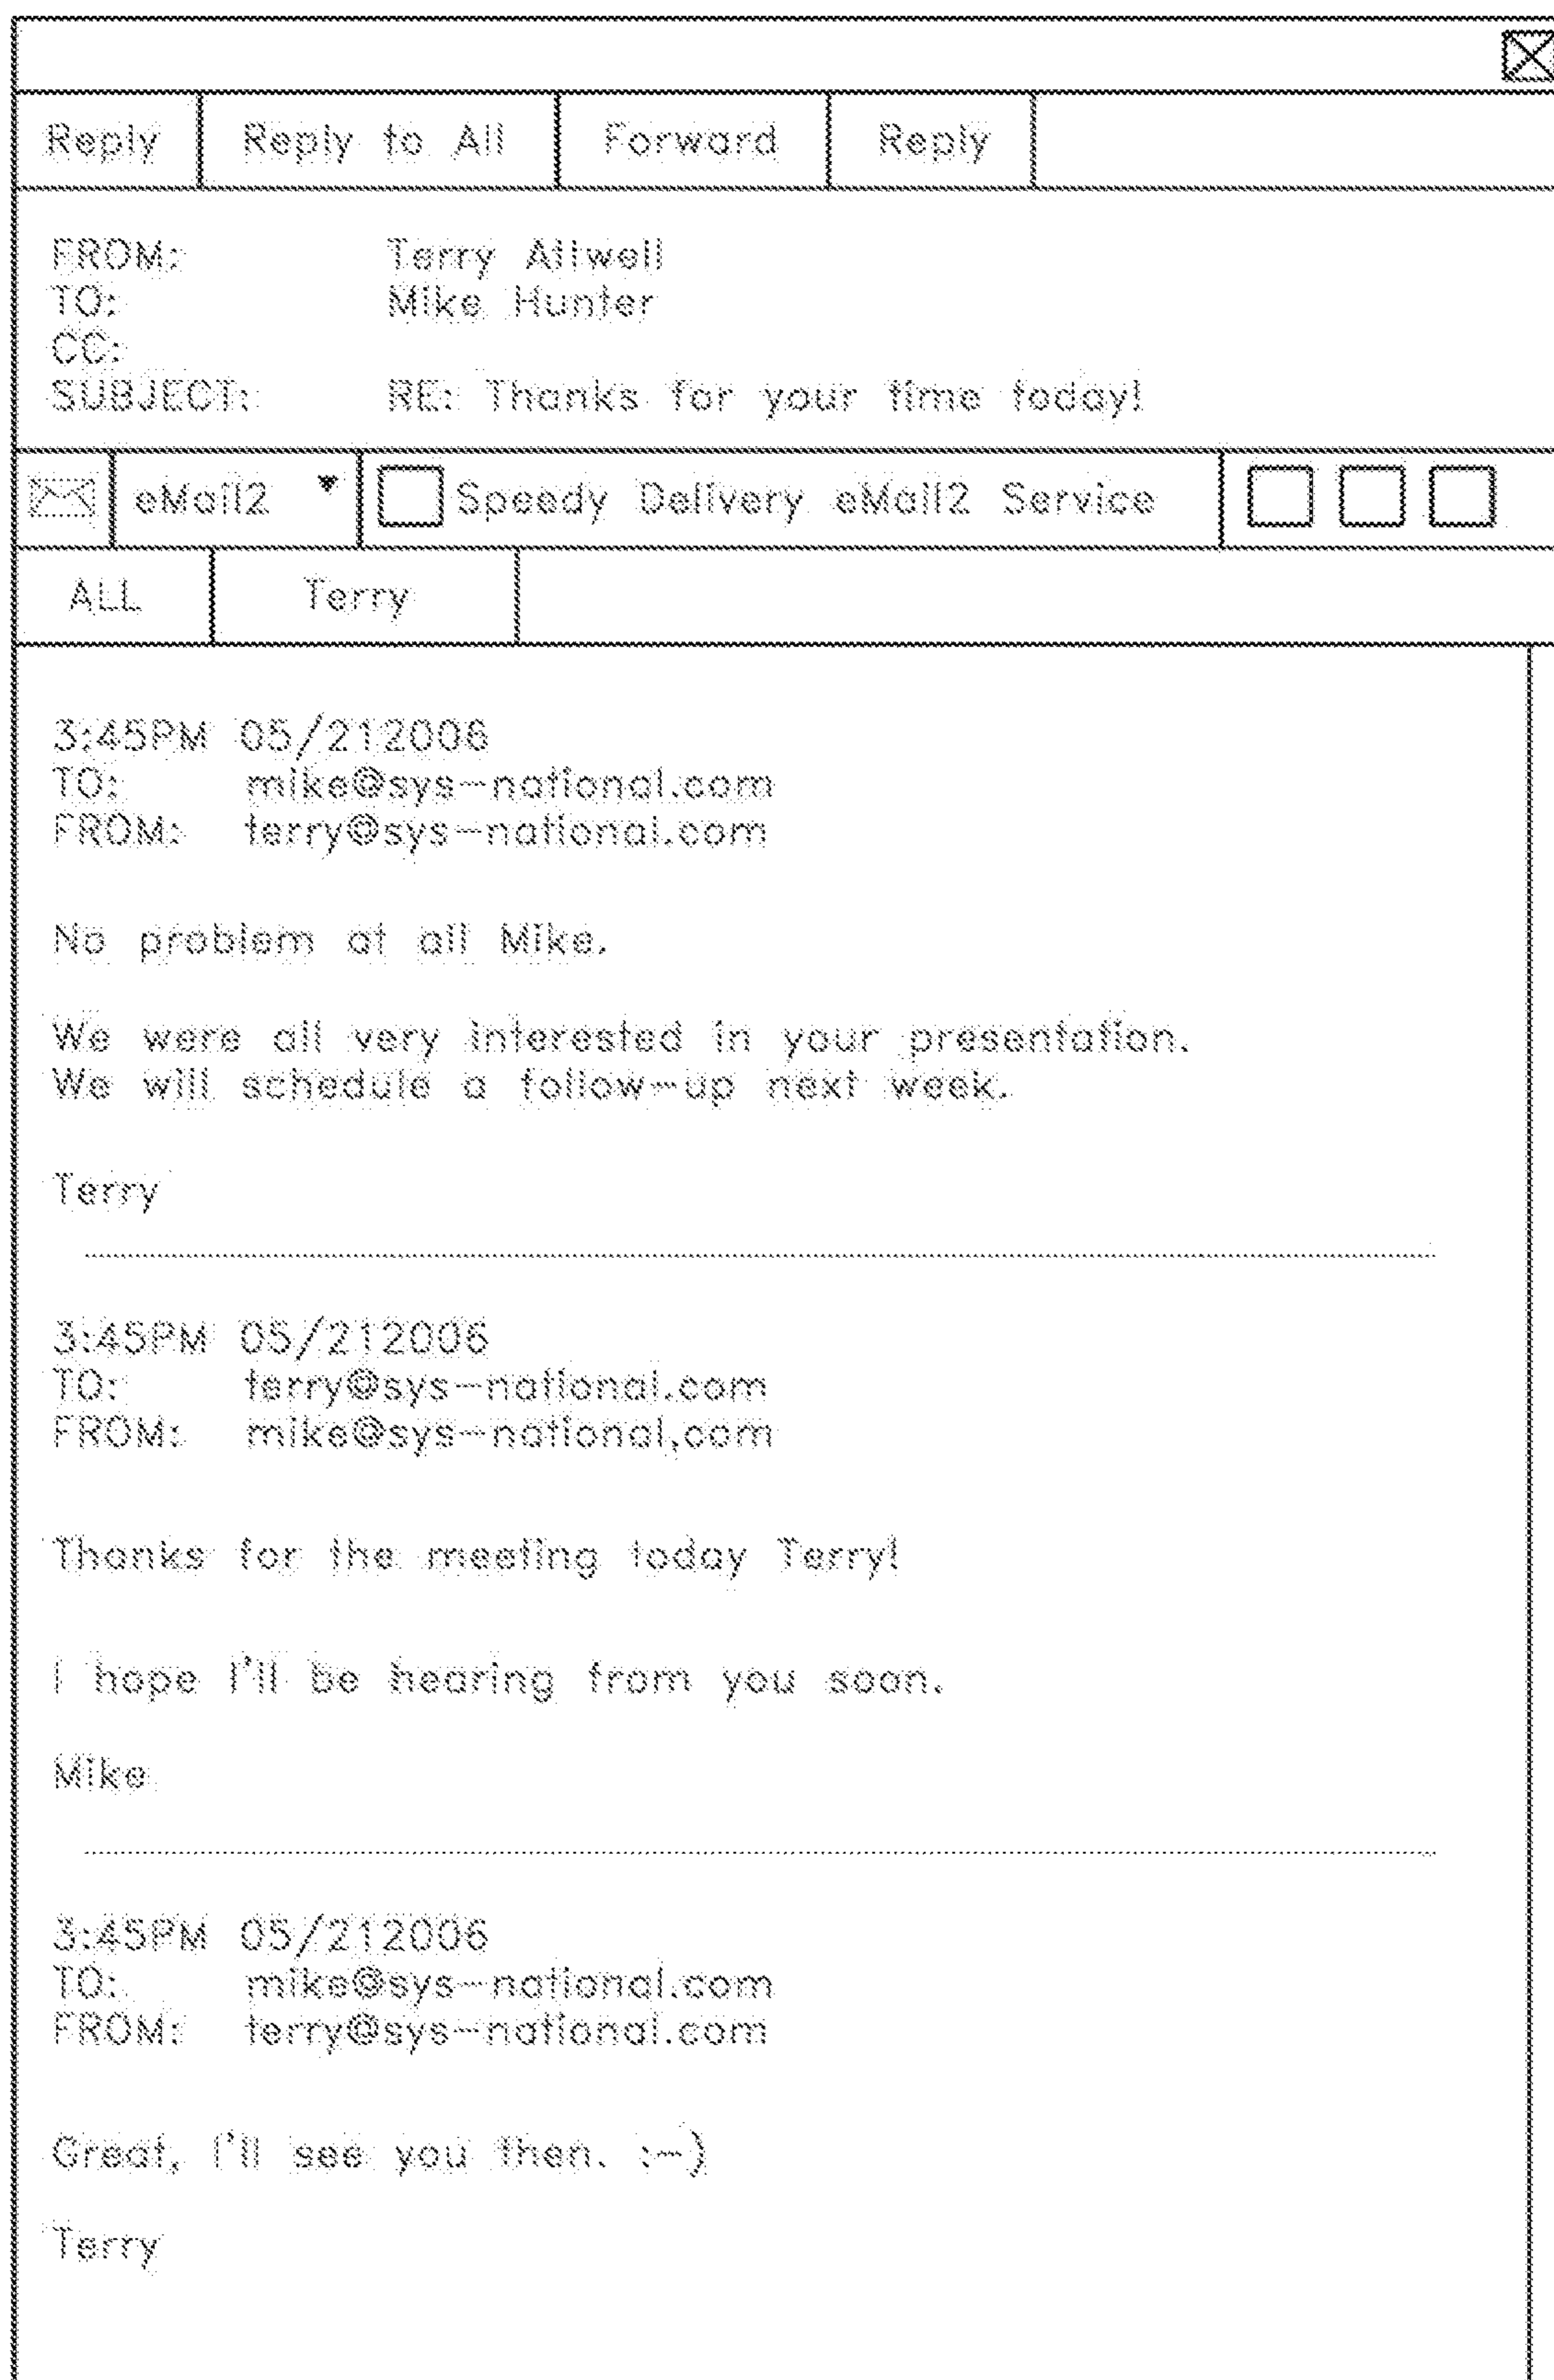 Reply Reply to All Forward Reply
FROM: Terry Allwell
TO: Mike Hunter
CC:
SUBJECT: RE: Thanks for your time today!
eMail2 Speedy Delivery eMail2 Service
ALL Terry
3:45PM 05/212006
TO: mike@sys-national.com
FROM: terry@sys-national.com
No problem at all Mike.
We were all very interested in your presentation.
We will schedule a follow-up next week.
Terry
3:45PM 05/212006
TO: terry@sys-national.com
FROM: mike@sys-national.com
Thanks for the meeting today Terry!
I hope I'll be hearing from you soon.
Mike
3:45PM 05/212006
TO: mike@sys-national.com
FROM: terry@sys-national.com
Great, I'll see you then. :-)
Terry